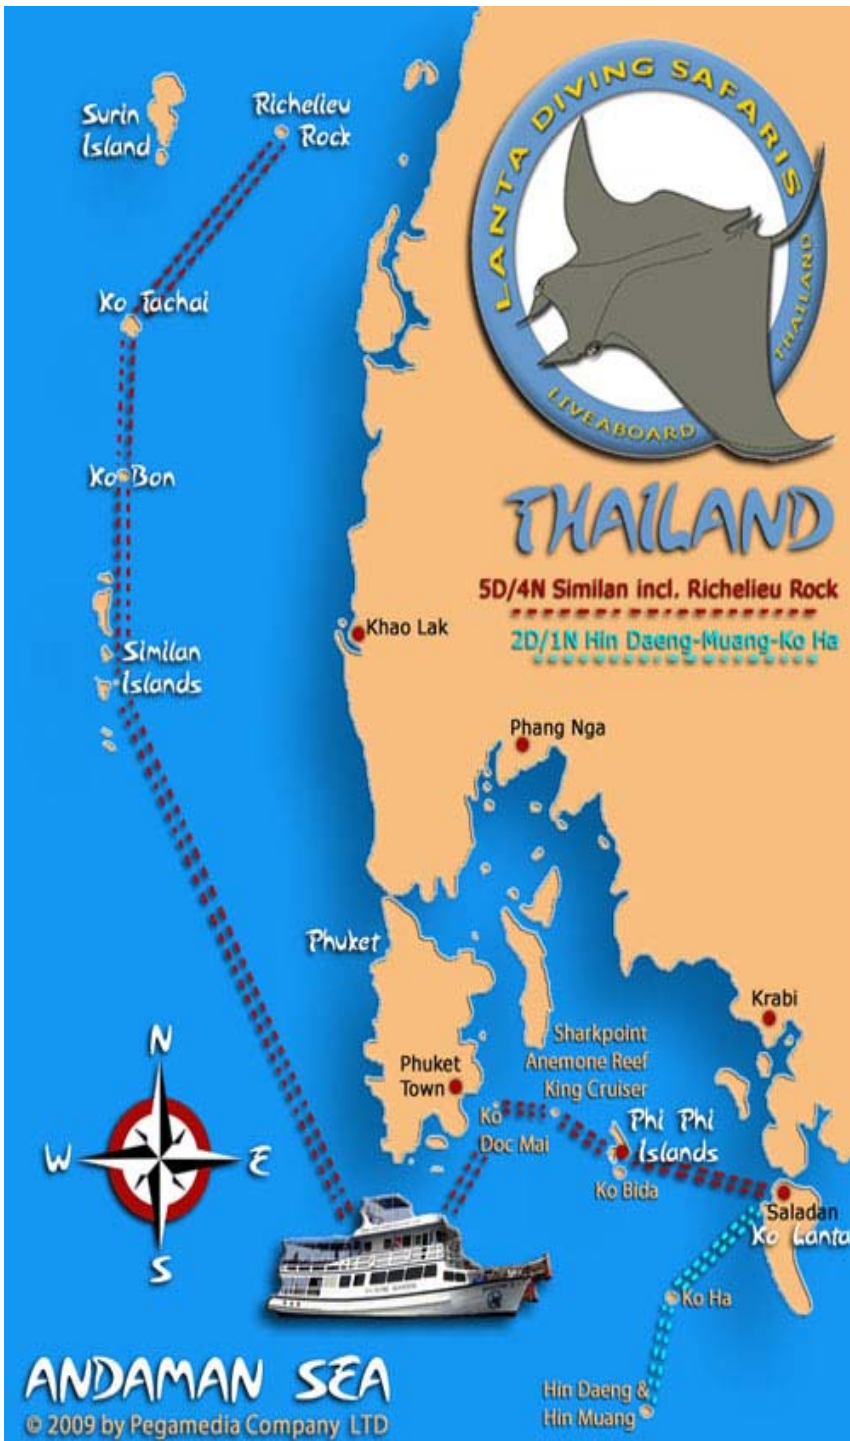 LANTA DIVING SAFARIS
THAILAND
LIVEABOARD
Surin
Island
Richelieu
Rock
Ko Tachai
Ko Bon
THAILAND
5D/4N Similan incl. Richelieu Rock
2D/1N Hin Daeng-Muang-Ko Ha
Khao Lak
Similan
Islands
Phang Nga
Phuket
Krabi
Sharkpoint
Anemone Reef
King Cruiser
Phuket
Town
Ko
Doc Mai
Phi Phi
Islands
Ko Bida
Saladan
Ko Lanta
Ko Ha
Hin Daeng &
Hin Muang
N
W
E
S
ANDAMAN SEA
© 2009 by Pegamedia Company LTD